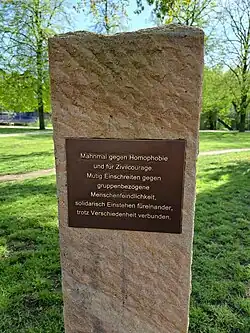 Mahnmal gegen Homophobie
und für Zivilcourage.
Mutig Einschreiten gegen
gruppenbezogene
Menschenfeindlichkeit,
solidarisch Einstehen füreinander,
trotz Verschiedenheit verbunden.